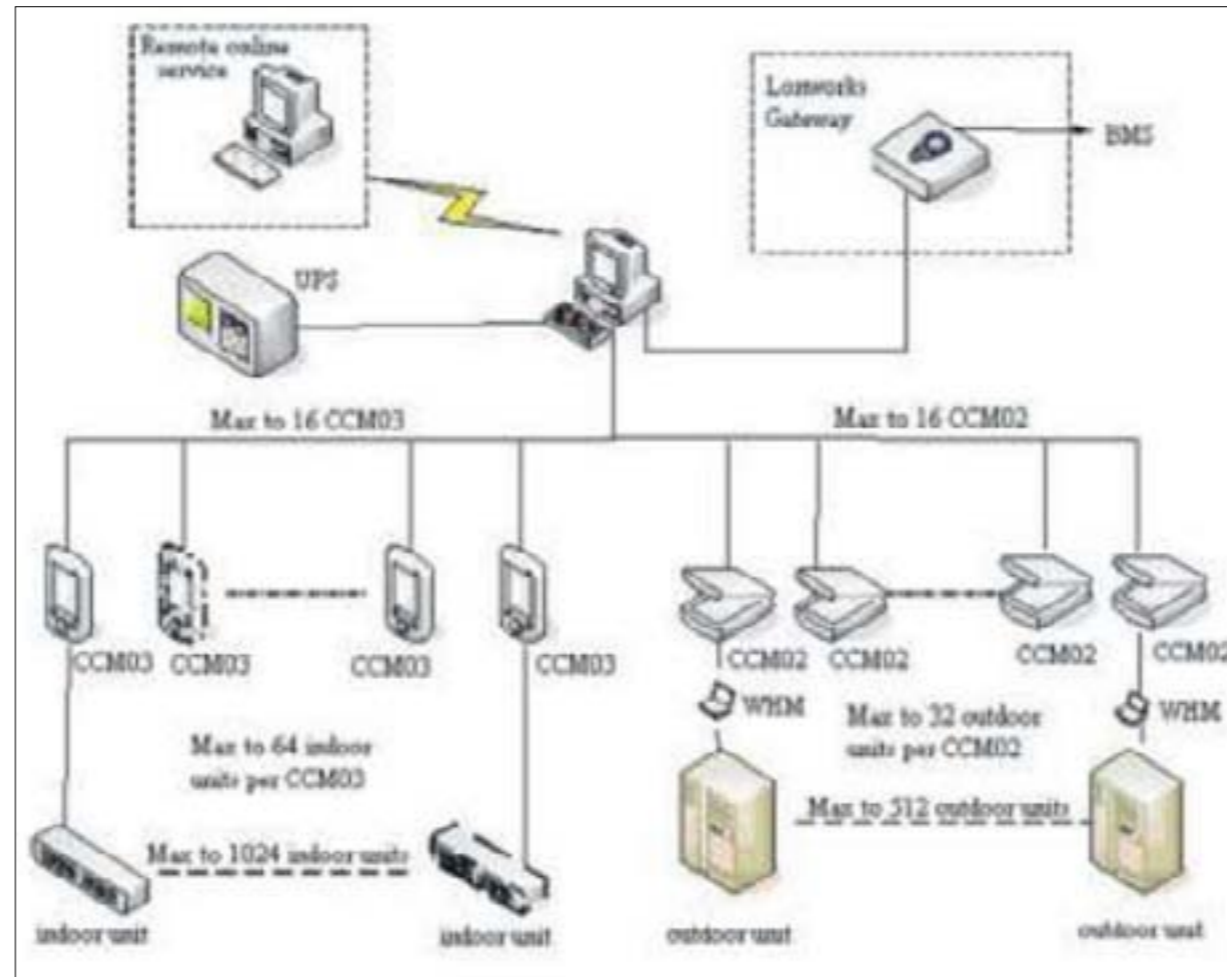 Remote online
service
Lonworks
Gateway
BMS
UPS
Max to 16 CCM03
Max to 16 CCM02
CCM03
CCM03
CCM03
CCM03
CCM02
CCM02
CCM02
CCM02
WHM
WHM
Max to 64 indoor
units per CCM03
Max to 32 outdoor
units per CCM02
Max to 1024 indoor units
Max to 512 outdoor units
indoor unit
indoor unit
outdoor unit
outdoor unit